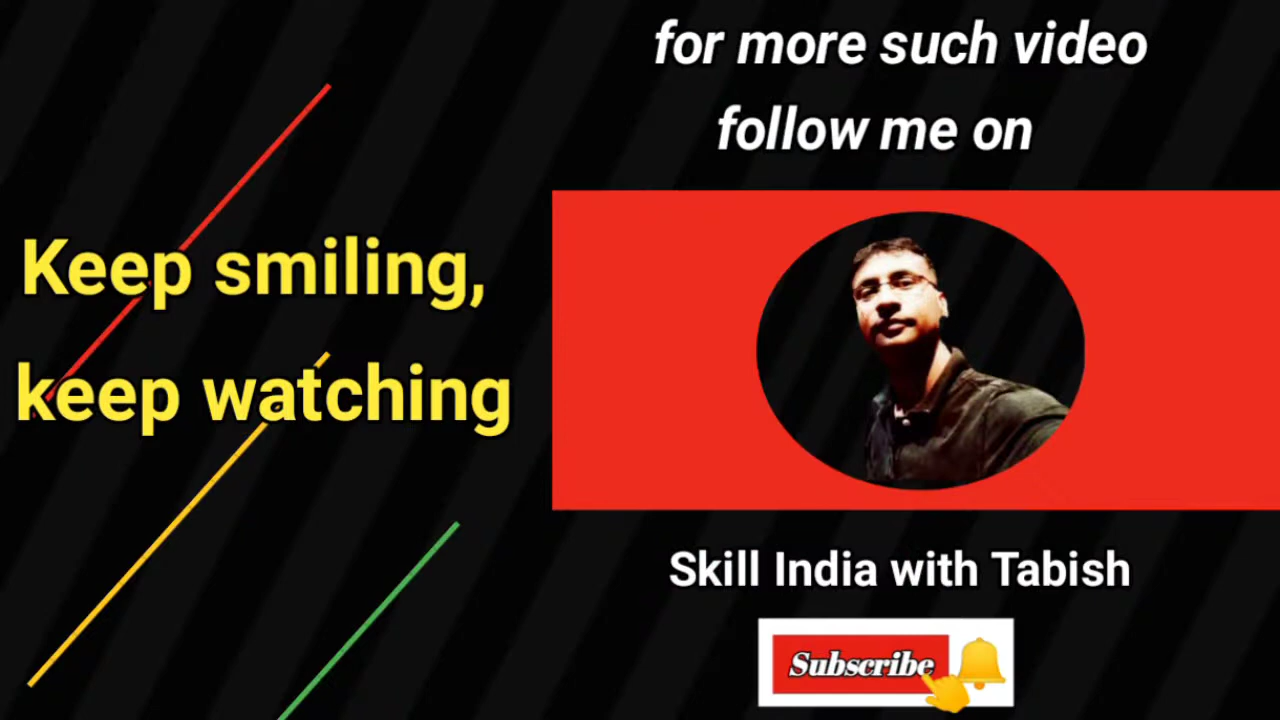 for more such video
follow me on
Keep smiling,
keep watching
Skill India with Tabish
Subscribe